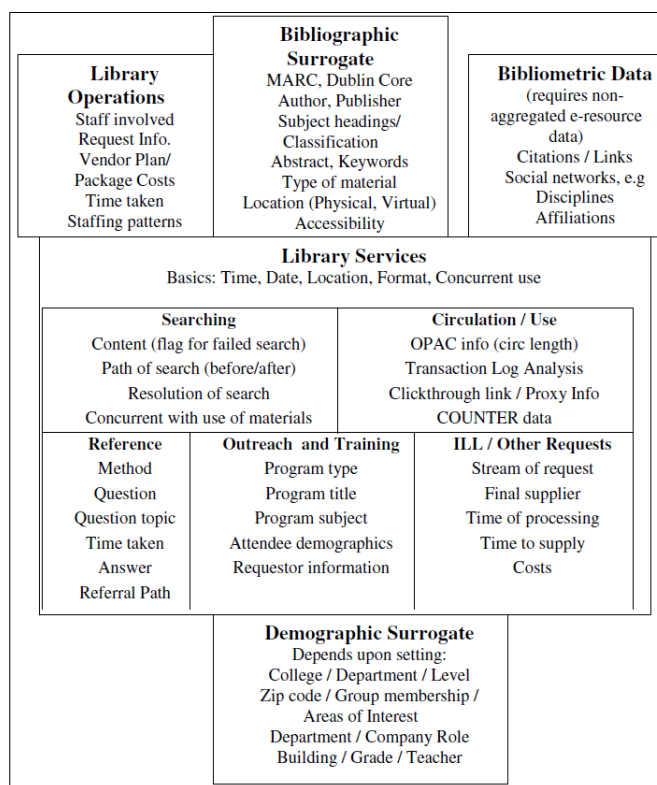 Library
Operations
Staff involved
Request Info.
Vendor Plan/
Package Costs
Time taken
Staffing patterns
Bibliographic
Surrogate
MARC, Dublin Core
Author, Publisher
Subject headings/
Classification
Abstract, Keywords
Type of material
Location (Physical, Virtual)
Accessibility
Bibliometric Data
(requires non-
aggregated e-resource
data)
Citations / Links
Social networks, e.g
Disciplines
Affiliations
Library Services
Basics: Time, Date, Location, Format, Concurrent use
Searching
Content (flag for failed search)
Path of search (before/after)
Resolution of search
Concurrent with use of materials
Circulation / Use
OPAC info (circ length)
Transaction Log Analysis
Clickthrough link / Proxy Info
COUNTER data
Reference
Method
Question
Question topic
Time taken
Answer
Referral Path
Outreach and Training
Program type
Program title
Program subject
Attendee demographics
Requestor information
ILL / Other Requests
Stream of request
Final supplier
Time of processing
Time to supply
Costs
Demographic Surrogate
Depends upon setting:
College / Department / Level
Zip code / Group membership /
Areas of Interest
Department / Company Role
Building / Grade / Teacher